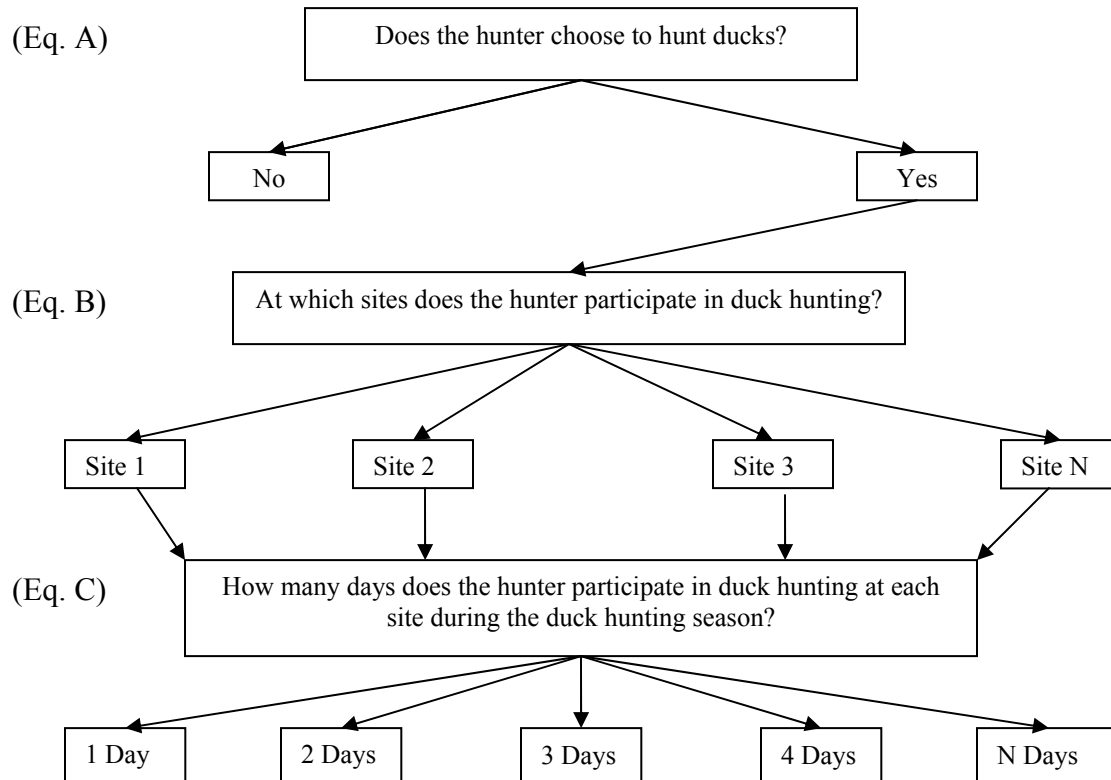 (Eq. A)
Does the hunter choose to hunt ducks?
No
Yes
(Eq. B)
At which sites does the hunter participate in duck hunting?
Site 1
Site 2
Site 3
Site N
(Eq. C)
How many days does the hunter participate in duck hunting at each
site during the duck hunting season?
1 Day
2 Days
3 Days
4 Days
N Days